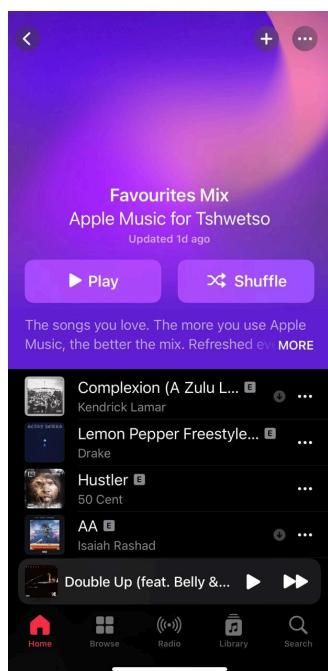 Favourites Mix
Apple Music for Tshwetso
Updated 1d ago
Play
Shuffle
The songs you love. The more you use Apple
Music, the better the mix. Refreshed eve MORE
Complexion (A Zulu L... E
Kendrick Lamar
Lemon Pepper Freestyle... E
Drake
Hustler E
50 Cent
AA E
Isaiah Rashad
Double Up (feat. Belly &...
Home
Browse
Radio
Library
Search